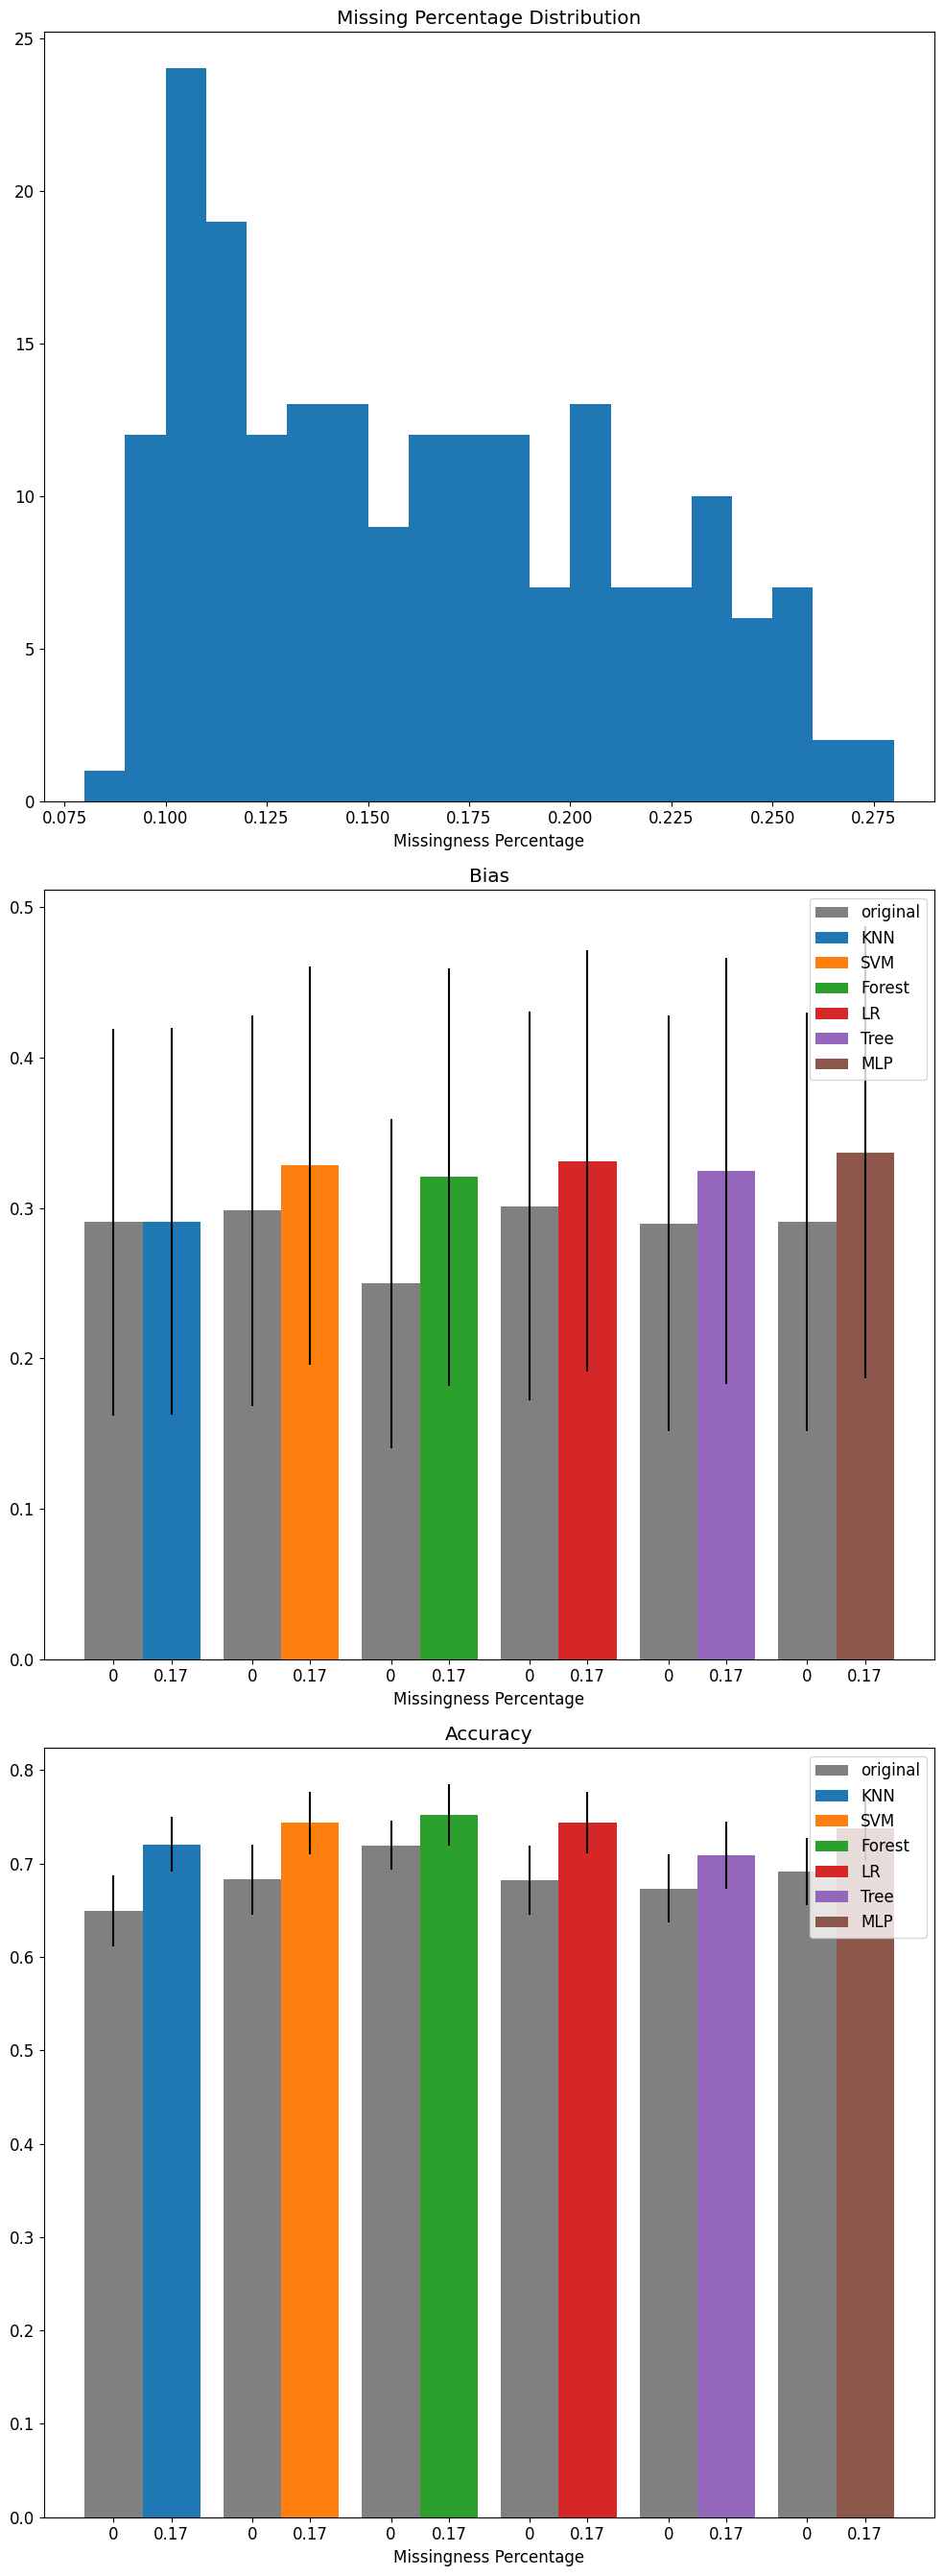 Missing Percentage Distribution
25
20
15
10
5
0
0.075 0.100 0.125 0.150 0.175 0.200 0.225 0.250 0.275
Missingness Percentage
Bias
0.5
0.4
0.3
0.2
0.1
0.0
original
KNN
SVM
Forest
LR
Tree
MLP
0 0.17 0 0.17 0 0.17 0 0.17 0 0.17 0 0.17
Missingness Percentage
Accuracy
0.8
0.7
0.6
0.5
0.4
0.3
0.2
0.1
0.0
original
KNN
SVM
Forest
LR
Tree
MLP
0 0.17 0 0.17 0 0.17 0 0.17 0 0.17 0 0.17
Missingness Percentage